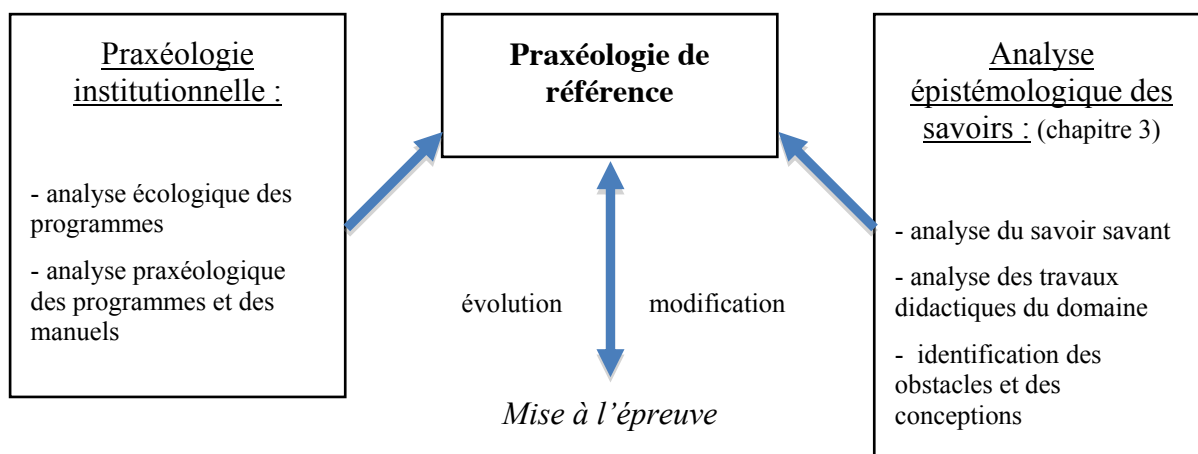 Praxéologie
institutionnelle :
- analyse écologique des
programmes
- analyse praxéologique
des programmes et des
manuels
Praxéologie de
référence
évolution
modification
Mise à l’épreuve
Analyse
épistémologique des
savoirs : (chapitre 3)
- analyse du savoir savant
- analyse des travaux
didactiques du domaine
- identification des
obstacles et des
conceptions